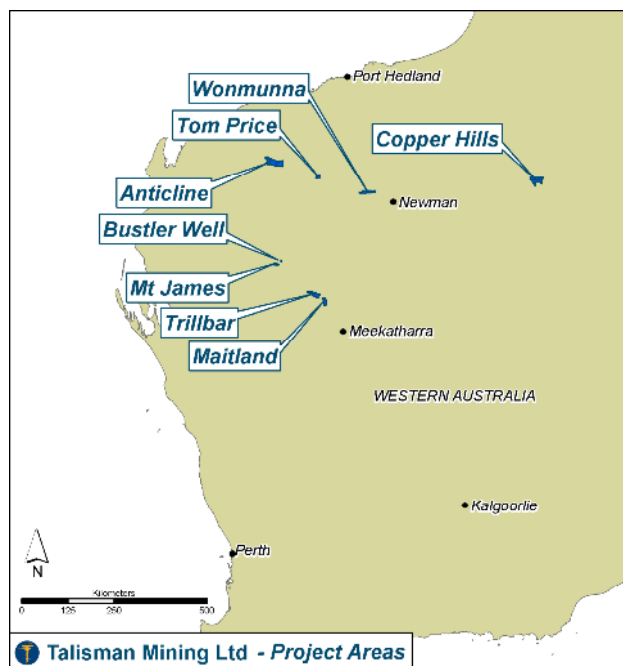 Port Hedland
Wonmunna
Tom Price
Copper Hills
Anticline
Newman
Bustler Well
Mt James
Trillbar
Meekatharra
Maitland
WESTERN AUSTRALIA
Kalgoorlie
Perth
N
Kilometers
0 125 250 500
Talisman Mining Ltd - Project Areas